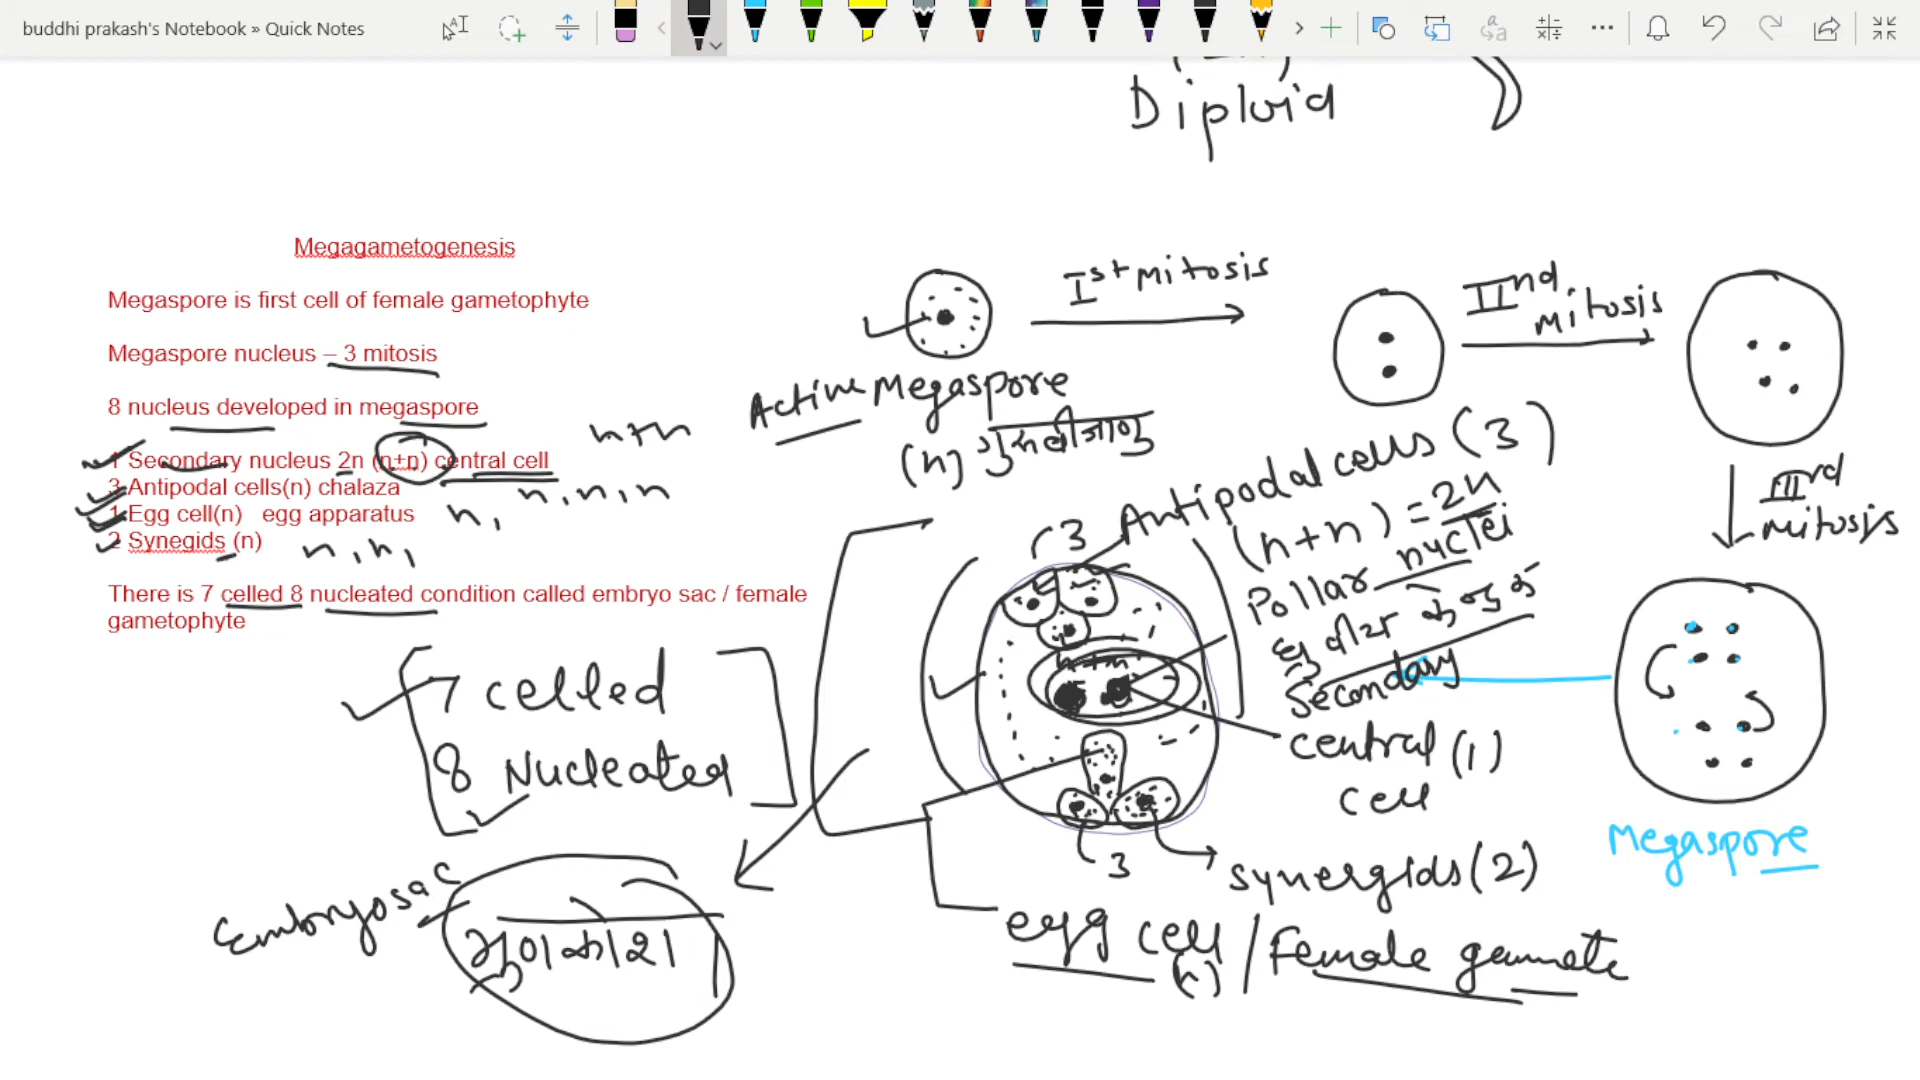 buddhi prakash's Notebook » Quick Notes
Diploid
Megagametogenesis
Megaspore is first cell of female gametophyte
Megaspore nucleus – 3 mitosis
8 nucleus developed in megaspore
1 Secondary nucleus 2n (n+n) central cell
3 Antipodal cells(n) chalaza
1 Egg cell(n) egg apparatus
2 Synegids (n)
There is 7 celled 8 nucleated condition called embryo sac / female
gametophyte
n+n
n, n, n
n,
n, n,
Ist mitosis
IInd
mitosis
IIIrd
mitosis
Active Megaspore
(n)
Antipodal cells (3)
3
(n+n) = 2n
Pollar nuclei
Secondary
n+n
central (1)
cell
synergids (2)
3
egg cell / Female gemmete
(n)
Megaspore
7 celled
8 Nucleated
Embryosac